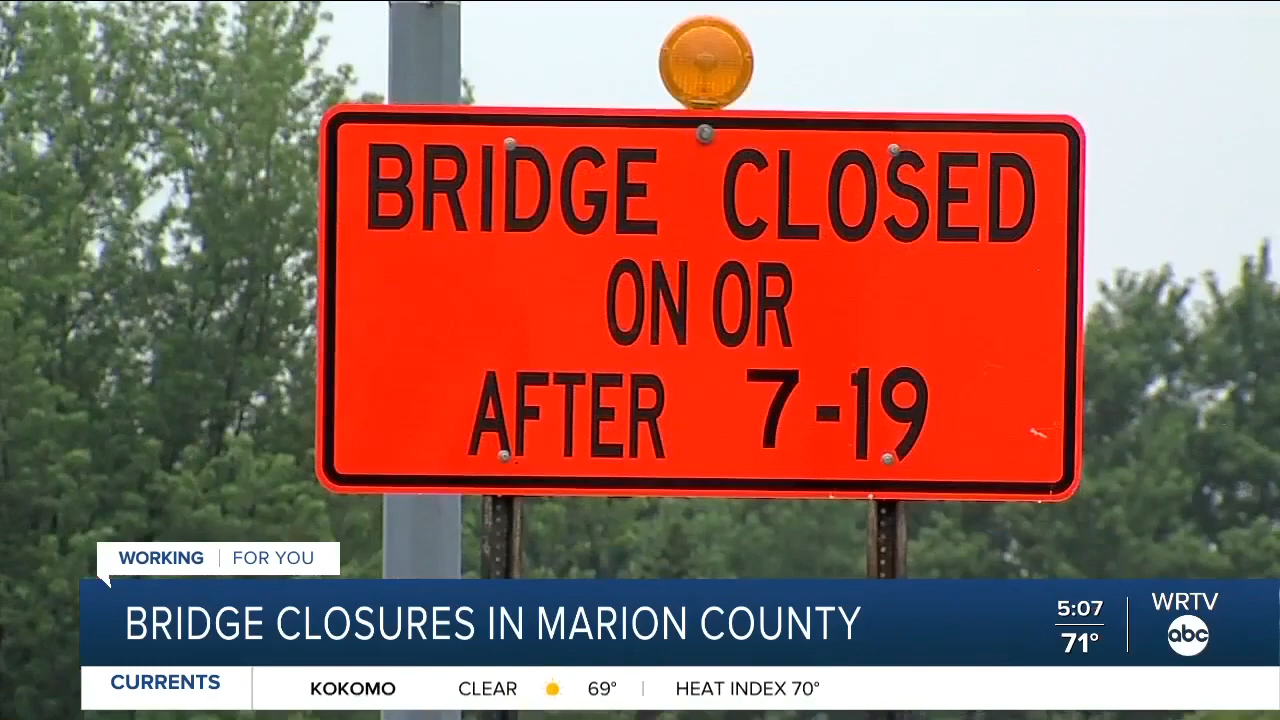 BRIDGE CLOSED
ON OR
AFTER 7-19
WORKING | FOR YOU
BRIDGE CLOSURES IN MARION COUNTY
5:07
71°
WRTV
abc
CURRENTS
KOKOMO CLEAR 69° | HEAT INDEX 70°